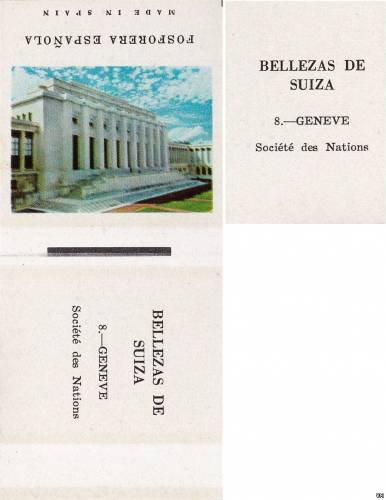 MADE IN SPAIN
FOSFORERA ESPAÑOLA
BELLEZAS DE
SUIZA
8.—GENEVE
Société des Nations
BELLEZAS DE
SUIZA
8.—GENEVE
Société des Nations